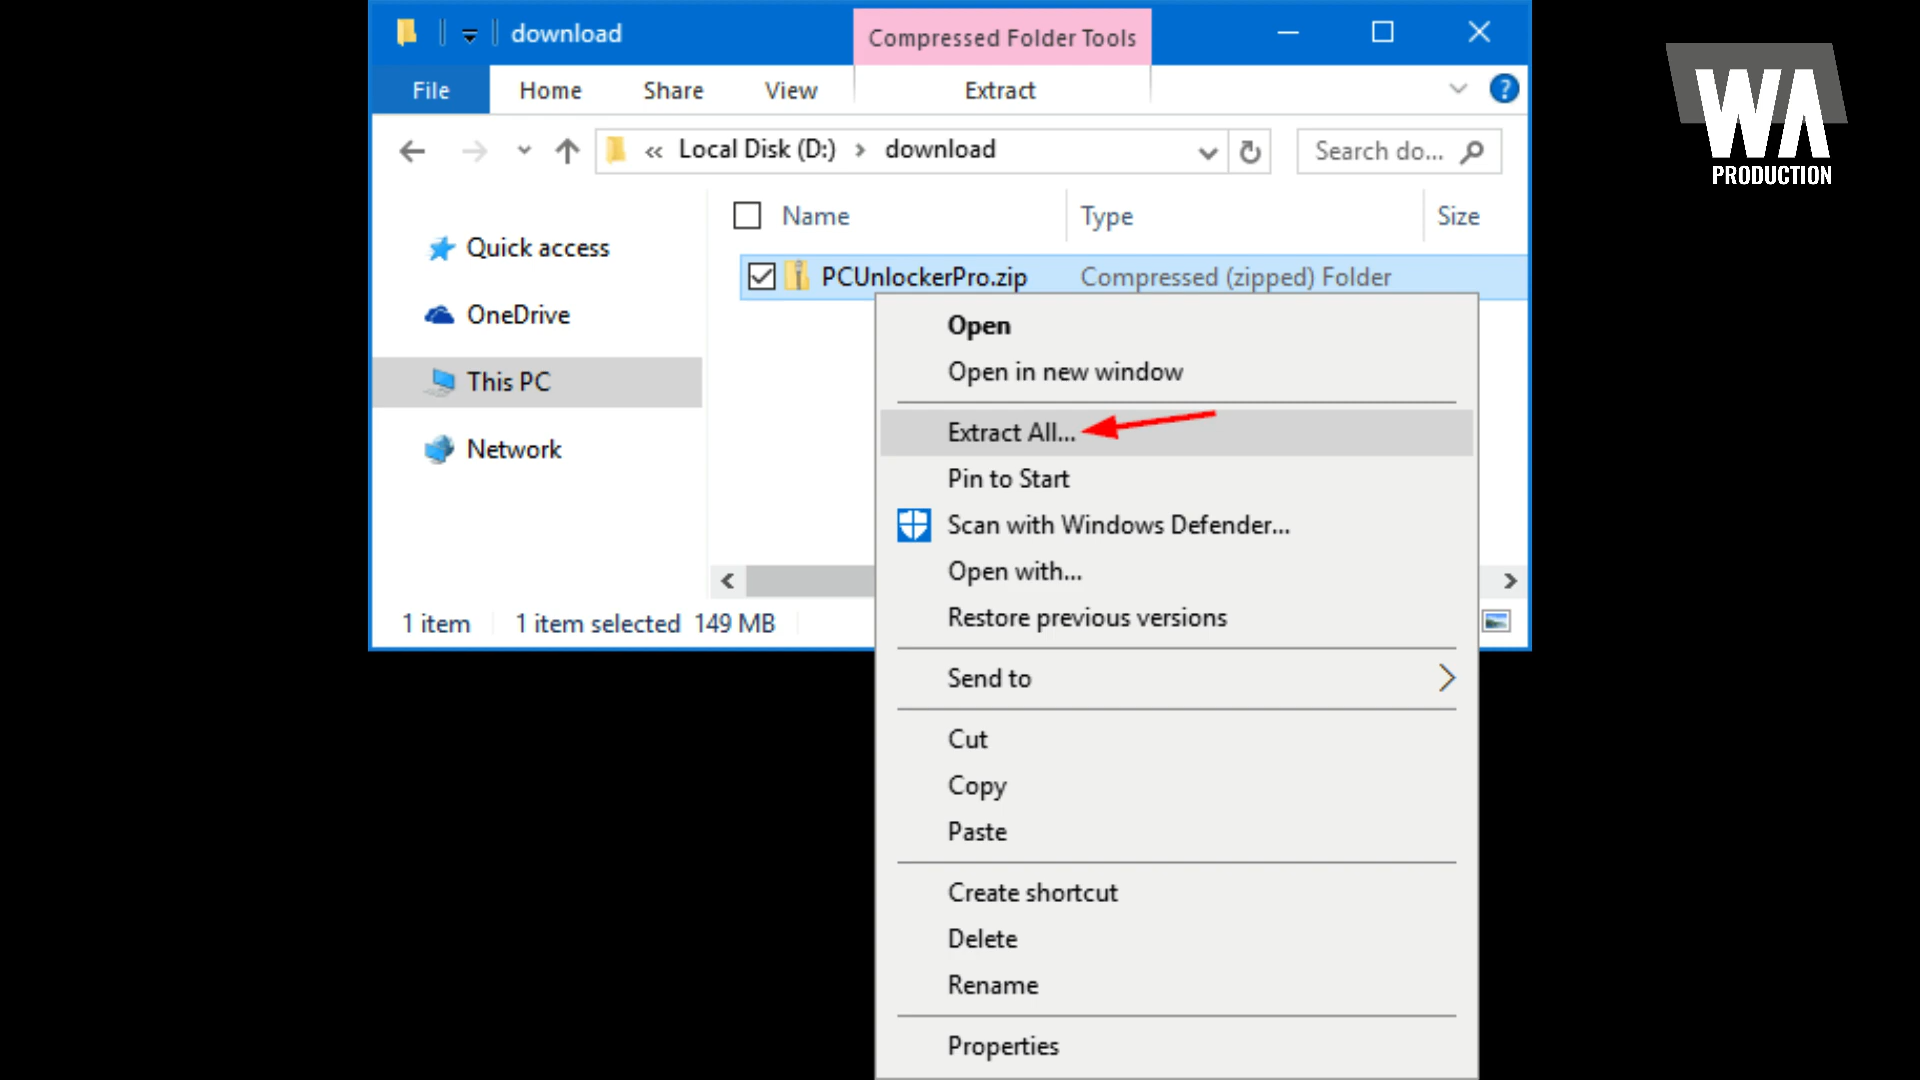 download
Compressed Folder Tools
File Home Share View Extract ?
« Local Disk (D:) › download
Search do...
WA
PRODUCTION
Quick access
OneDrive
This PC
Network
Name Type Size
PCUnlockerPro.zip Compressed (zipped) Folder
Open
Open in new window
Extract All...
Pin to Start
Scan with Windows Defender...
Open with...
Restore previous versions
Send to
Cut
Copy
Paste
Create shortcut
Delete
Rename
Properties
1 item 1 item selected 149 MB